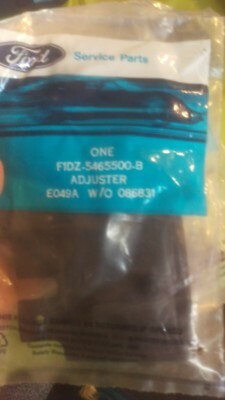 Ford
Service Parts
ONE
F1DZ-5465500-B
ADJUSTER
E049A W/O 086831